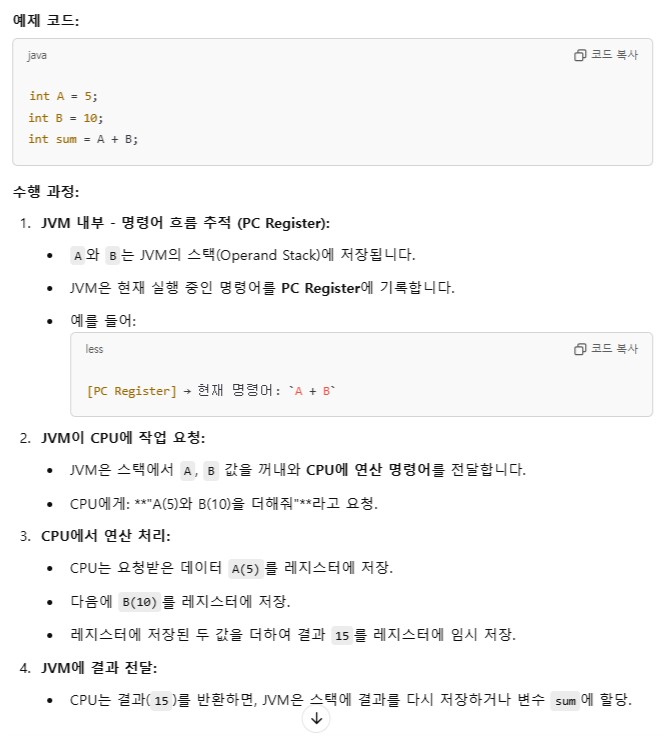 예제 코드:
java
코드 복사
int A = 5;
int B = 10;
int sum = A + B;
수행 과정:
1. JVM 내부 - 명령어 흐름 추적 (PC Register):
• A와 B는 JVM의 스택(Operand Stack)에 저장됩니다.
• JVM은 현재 실행 중인 명령어를 PC Register에 기록합니다.
• 예를 들어:
less
코드 복사
[PC Register] → 현재 명령어: `A + B`
2. JVM이 CPU에 작업 요청:
• JVM은 스택에서 A, B 값을 꺼내와 CPU에 연산 명령어를 전달합니다.
• CPU에게: **"A(5)와 B(10)을 더해줘"**라고 요청.
3. CPU에서 연산 처리:
• CPU는 요청받은 데이터 A(5)를 레지스터에 저장.
• 다음에 B(10)를 레지스터에 저장.
• 레지스터에 저장된 두 값을 더하여 결과 15를 레지스터에 임시 저장.
4. JVM에 결과 전달:
• CPU는 결과(15)를 반환하면, JVM은 스택에 결과를 다시 저장하거나 변수 sum에 할당.